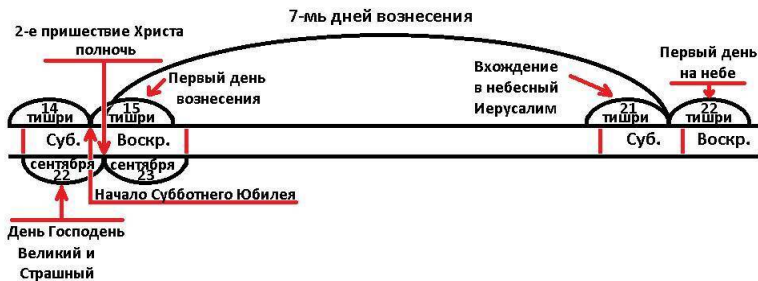 7-мь дней вознесения
2-е пришествие Христа
полночь
Первый день
вознесения
Вхождение
в небесный
Иерусалим
Первый день
на небе
14
тишри
15
тишри
21
тишри
22
тишри
Суб.
Воскр.
Суб.
Воскр.
сентября
22
сентября
23
Начало Субботнего Юбилея
День Господень
Великий и
Страшный